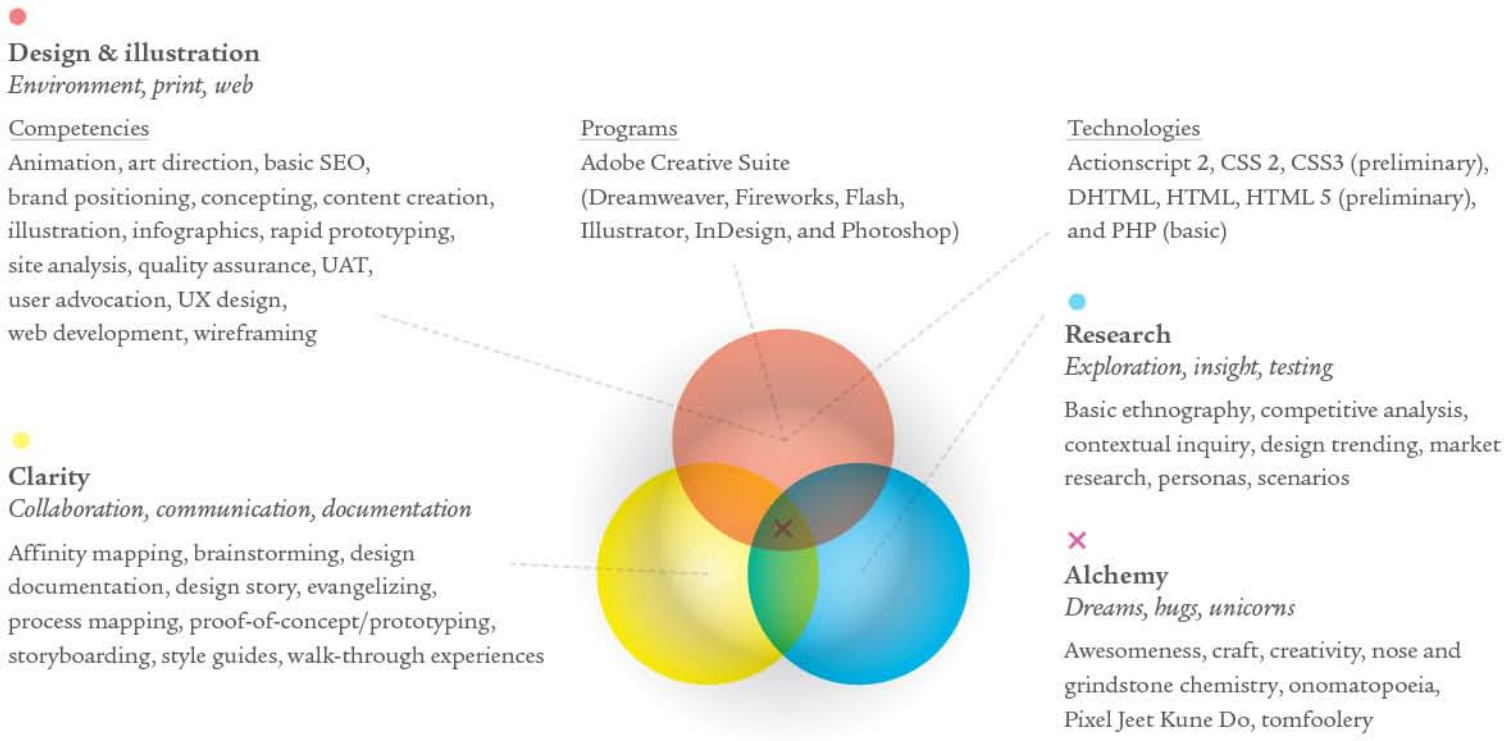 Design & illustration
Environment, print, web
Competencies
Animation, art direction, basic SEO,
brand positioning, concepting, content creation,
illustration, infographics, rapid prototyping,
site analysis, quality assurance, UAT,
user advocation, UX design,
web development, wireframing
Programs
Adobe Creative Suite
(Dreamweaver, Fireworks, Flash,
Illustrator, InDesign, and Photoshop)
Technologies
Actionscript 2, CSS 2, CSS3 (preliminary),
DHTML, HTML, HTML 5 (preliminary),
and PHP (basic)
Clarity
Collaboration, communication, documentation
Affinity mapping, brainstorming, design
documentation, design story, evangelizing,
process mapping, proof-of-concept/prototyping,
storyboarding, style guides, walk-through experiences
Research
Exploration, insight, testing
Basic ethnography, competitive analysis,
contextual inquiry, design trending, market
research, personas, scenarios
Alchemy
Dreams, hugs, unicorns
Awesomeness, craft, creativity, nose and
grindstone chemistry, onomatopoeia,
Pixel Jeet Kune Do, tomfoolery